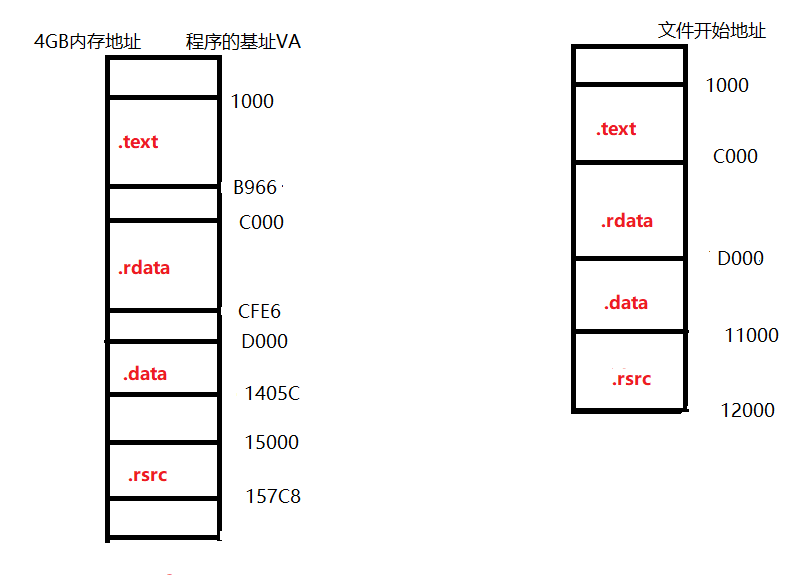 4GB内存地址 程序的基址VA
1000
.text
B966
C000
.rdata
CFE6
D000
.data
1405C
15000
.rsrc
157C8
文件开始地址
1000
.text
C000
.rdata
D000
.data
11000
.rsrc
12000